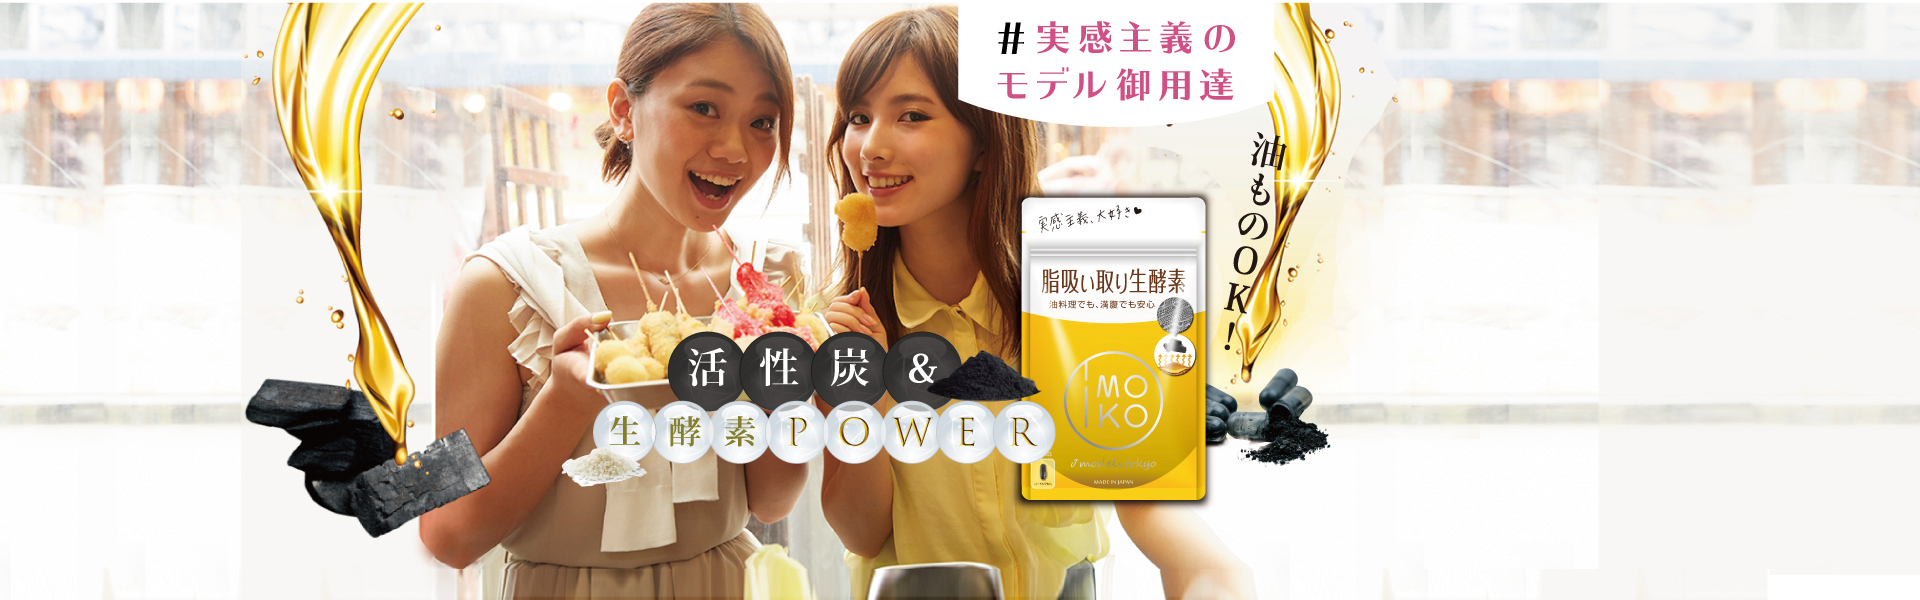 #実感主義の
モデル御用達
油ものOK!
実感主義、大好き♥
脂吸い取り生酵素
油料理でも、満腹でも安心
MO
KO
MADE IN JAPAN
活性炭&
生酵素POWER